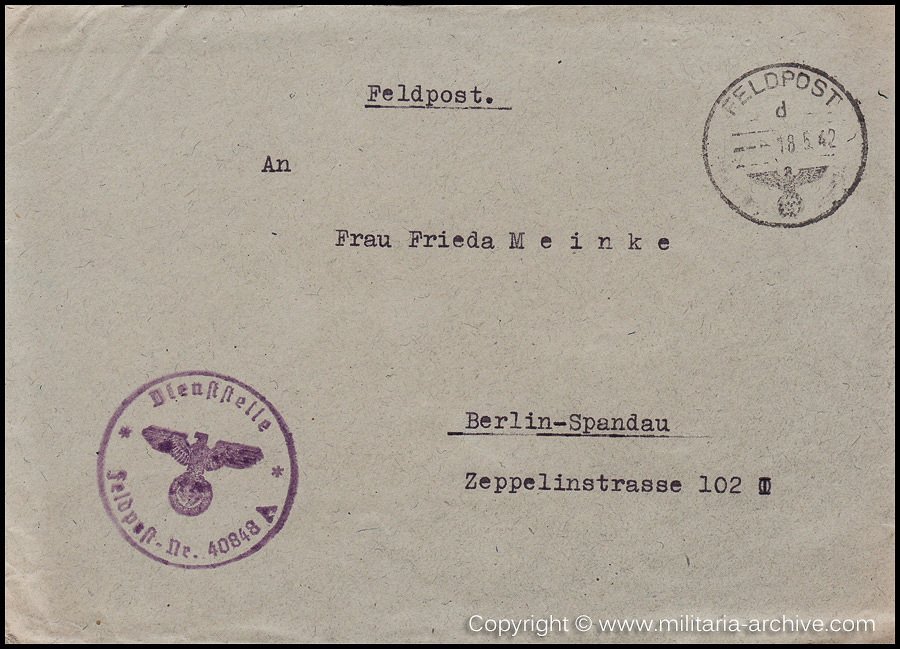 Feldpost.
FELDPOST
d
18.5.42
a
An
Frau Frieda M e i n k e
Dienststelle
* *
Feldpost-Nr. 40848 A
Berlin-Spandau
Zeppelinstrasse 102
Copyright © www.militaria-archive.com